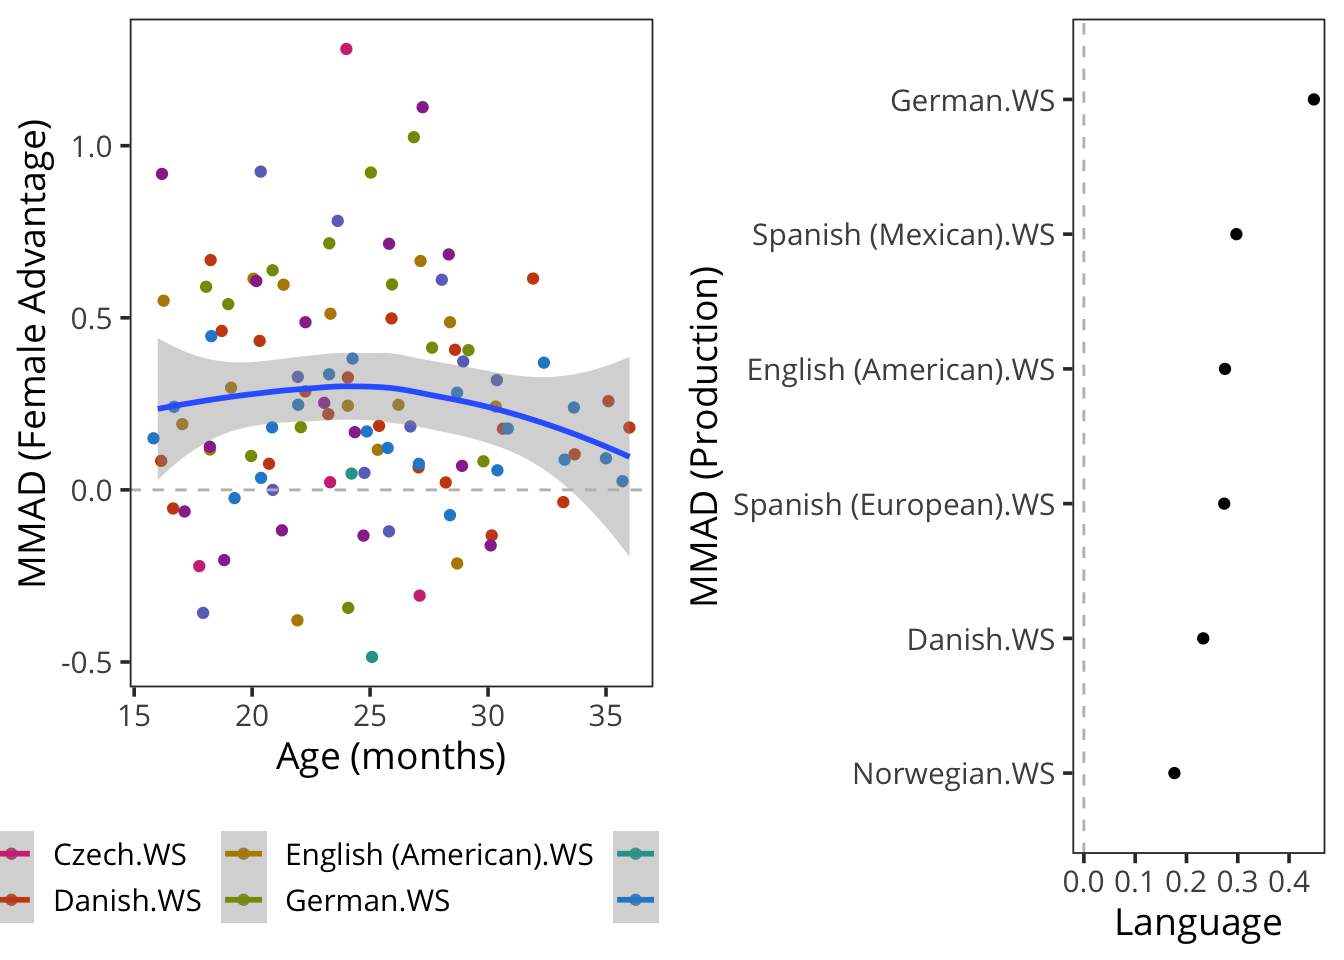 MMAD (Female Advantage)
1.0
0.5
0.0
-0.5
15 20 25 30 35
Age (months)
Czech.WS English (American).WS
Danish.WS German.WS
MMAD (Production)
German.WS
Spanish (Mexican).WS
English (American).WS
Spanish (European).WS
Danish.WS
Norwegian.WS
0.0 0.1 0.2 0.3 0.4
Language